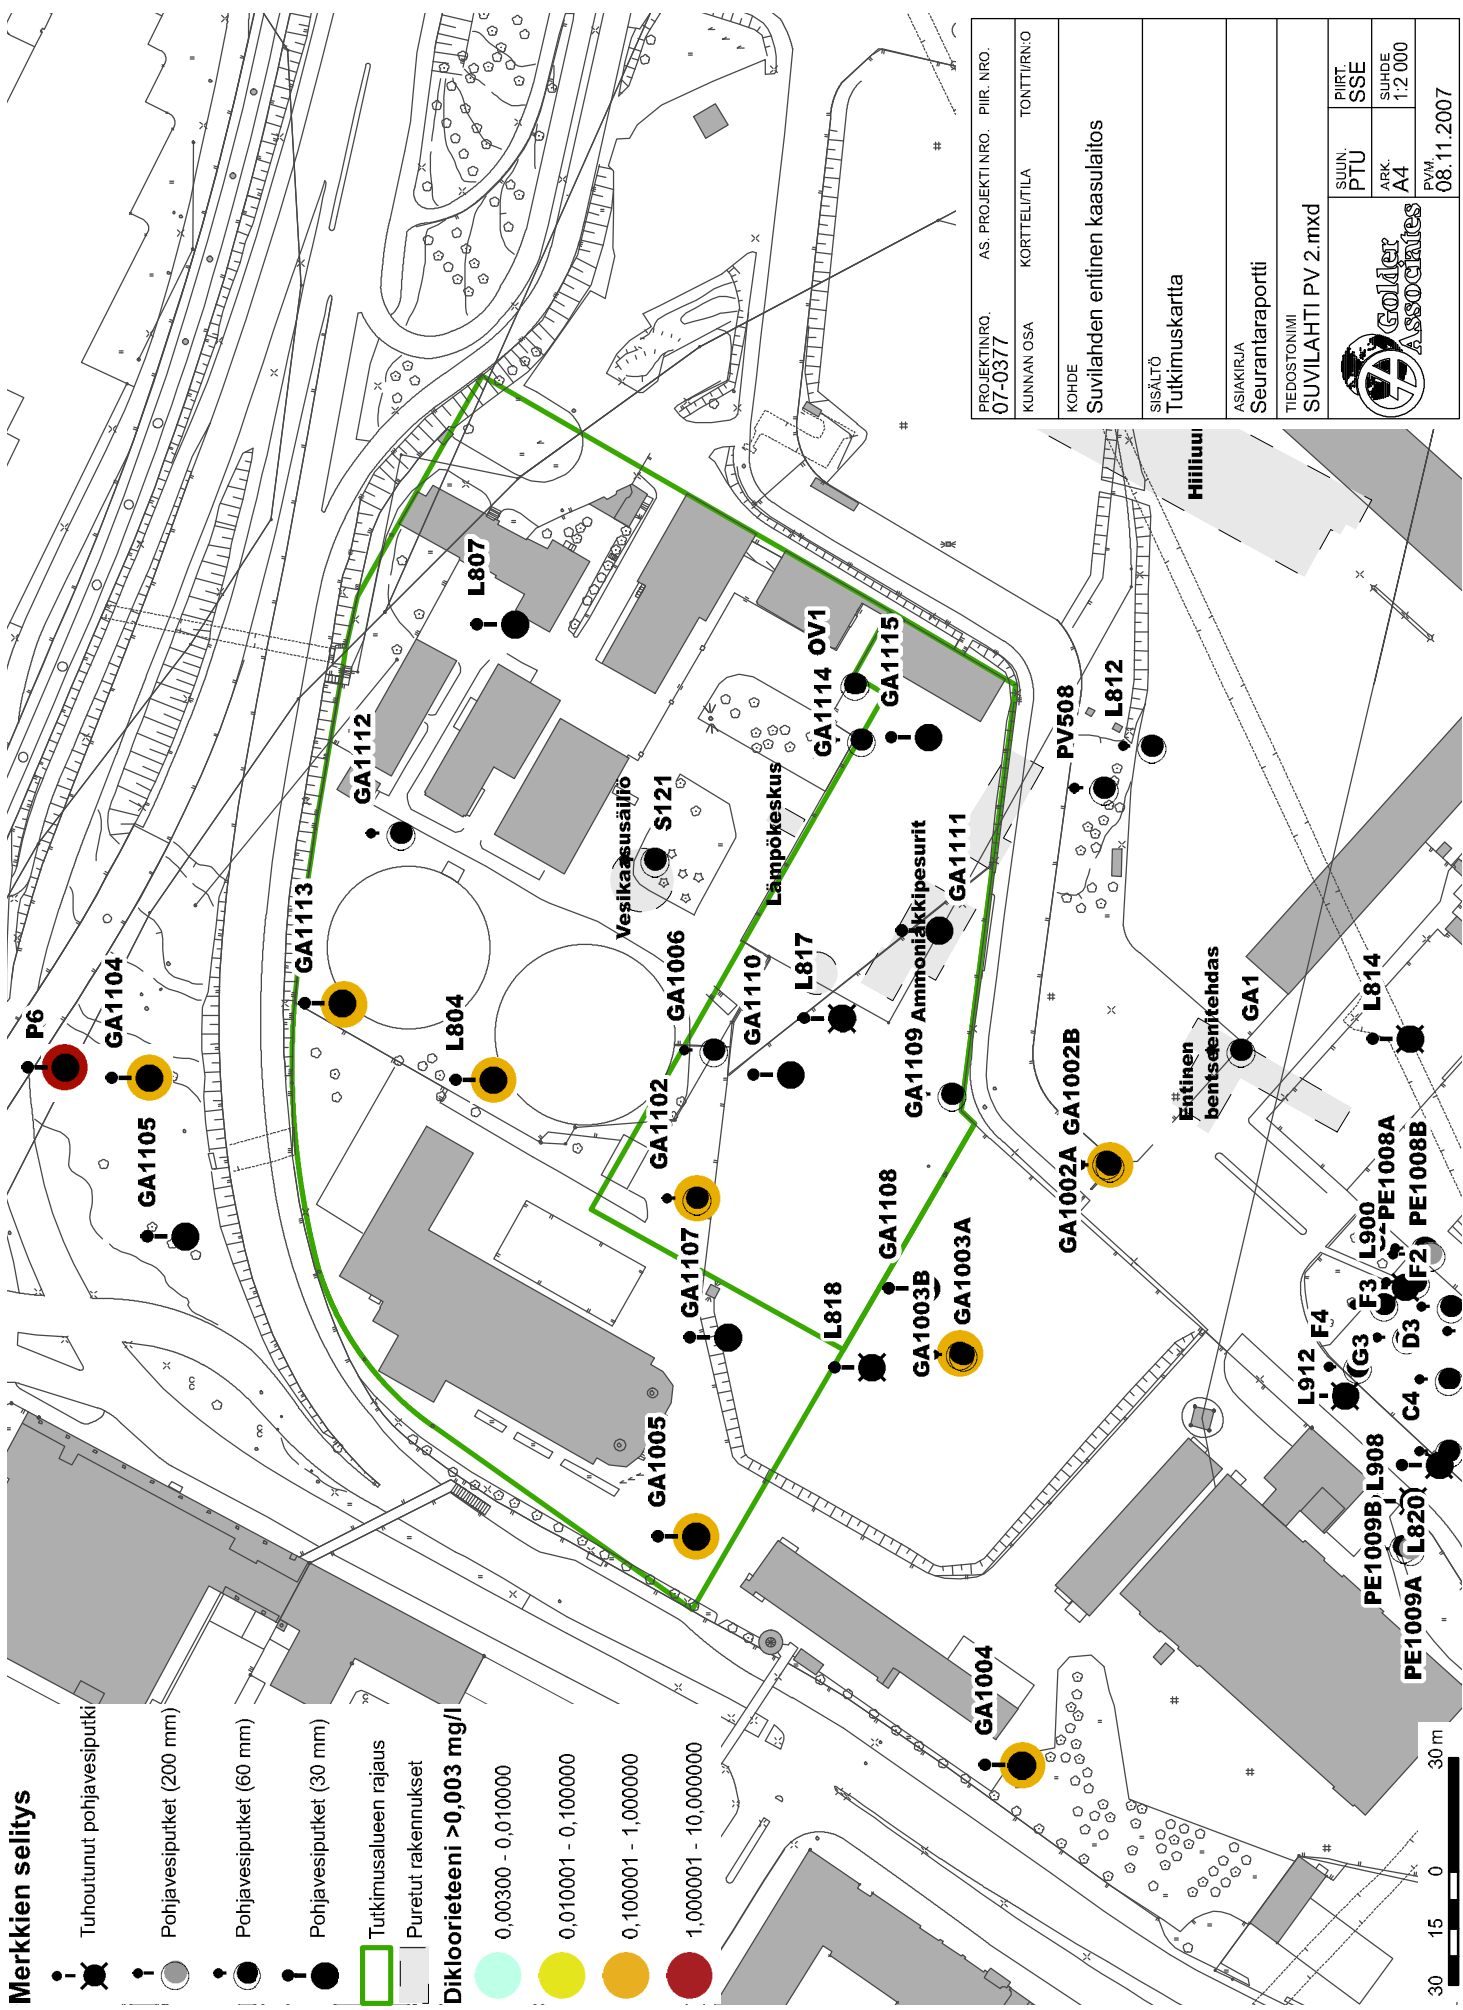 Merkkien selitys
Tuhoutunut pohjavesiputki
Pohjavesiputket (200 mm)
Pohjavesiputket (60 mm)
Pohjavesiputket (30 mm)
Tutkimusalueen rajaus
Puretut rakennukset
Dikloorieteeni >0,003 mg/l
0,00300 - 0,010000
0,010001 - 0,100000
0,100001 - 1,000000
1,000001 - 10,000000
P6
GA1104
GA1105
GA1113
GA1112
L807
L804
Vesikaasusäiliö
S121
GA1006
GA1102
GA1107
GA1005
GA1110
L817
Lämpökeskus
GA1114
OV1
GA1115
GA1111
Ammoniakkipesurit
GA1109
GA1108
L818
GA1003B
GA1003A
GA1004
GA1002A
GA1002B
PV508
L812
Hiiliuu
Entinen
bentseenitehdas
GA1
L814
PE1008A
PE1008B
L900
F2
F3
F4
G3
D3
C4
L912
L908
L820
PE1009B
PE1009A
PROJEKTINRO.
07-0377
AS. PROJEKTI NRO.
PIIR. NRO.
KUNNAN OSA
KORTTELI/TILA
TONTTI/RN:O
KOHDE
Suvilahden entinen kaasulaitos
SISÄLTÖ
Tutkimuskartta
ASIAKIRJA
Seurantaraportti
TIEDOSTONIMI
SUVILAHTI PV 2.mxd
Golder
Associates
SUUN.
PTU
PIIRT.
SSE
ARK.
A4
SUHDE
1:2 000
PVM.
08.11.2007
30 15 0 30 m